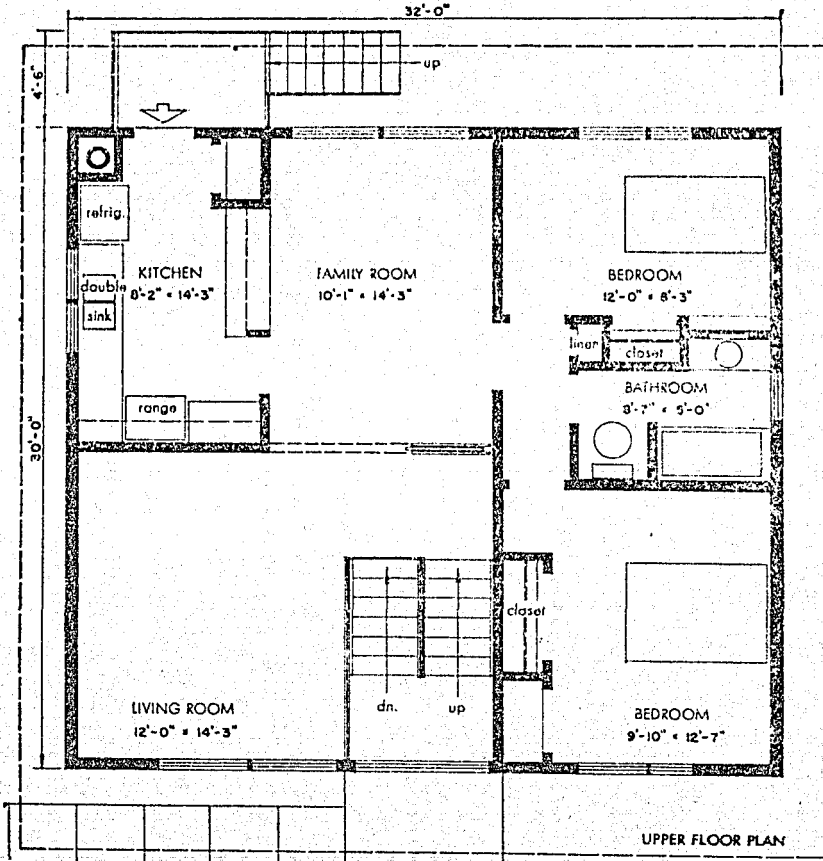 32'-0"
4'-6"
up
refrig.
KITCHEN
8'-2" × 14'-3"
double
sink
FAMILY ROOM
10'-1" × 14'-3"
BEDROOM
12'-0" × 8'-3"
linen
closet
BATHROOM
8'-7" × 5'-0"
range
30'-0"
closet
LIVING ROOM
12'-0" × 14'-3"
dn.
up
BEDROOM
9'-10" × 12'-7"
UPPER FLOOR PLAN